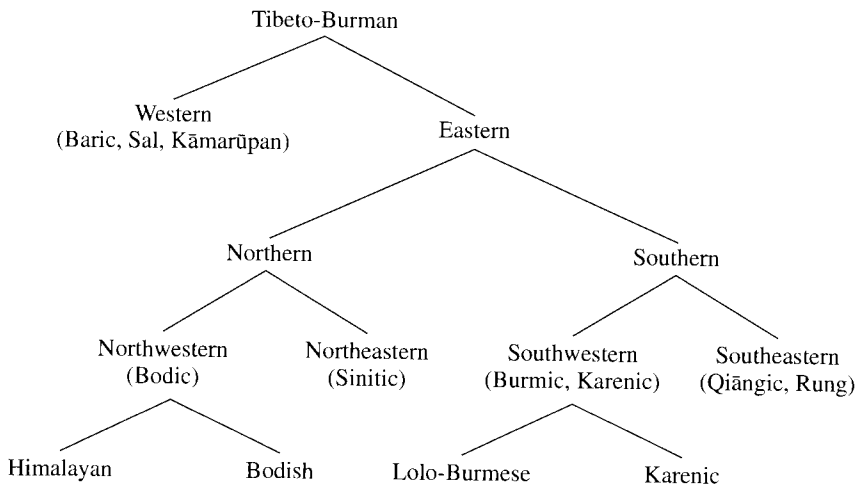 Tibeto-Burman
Western
(Baric, Sal, Kāmarūpan)
Eastern
Northern
Southern
Northwestern
(Bodic)
Northeastern
(Sinitic)
Southwestern
(Burmic, Karenic)
Southeastern
(Qiāngic, Rung)
Himalayan
Bodish
Lolo-Burmese
Karenic